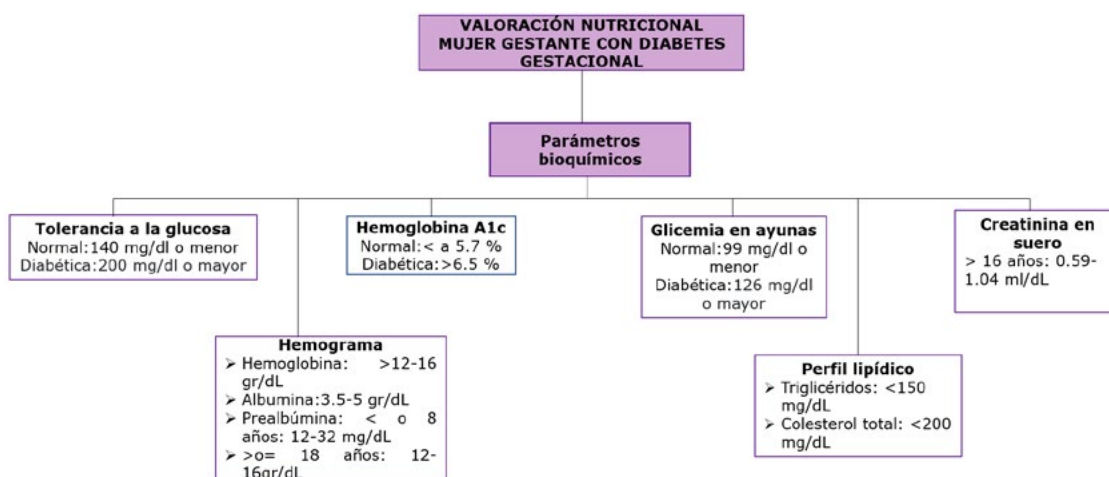 VALORACIÓN NUTRICIONAL
MUJER GESTANTE CON DIABETES
GESTACIONAL
Parámetros
bioquímicos
Tolerancia a la glucosa
Normal:140 mg/dl o menor
Diabética:200 mg/dl o mayor
Hemoglobina A1c
Normal:< a 5.7 %
Diabética:>6.5 %
Glicemia en ayunas
Normal:99 mg/dl o
menor
Diabética:126 mg/dl
o mayor
Creatinina en
suero
> 16 años: 0.59-
1.04 ml/dL
Hemograma
➢ Hemoglobina: >12-16
gr/dL
➢ Albumina:3.5-5 gr/dL
➢ Prealbúmina: < o 8
años: 12-32 mg/dL
➢ >o= 18 años: 12-
16gr/dL
Perfil lipídico
➢ Triglicéridos: <150
mg/dL
➢ Colesterol total: <200
mg/dL